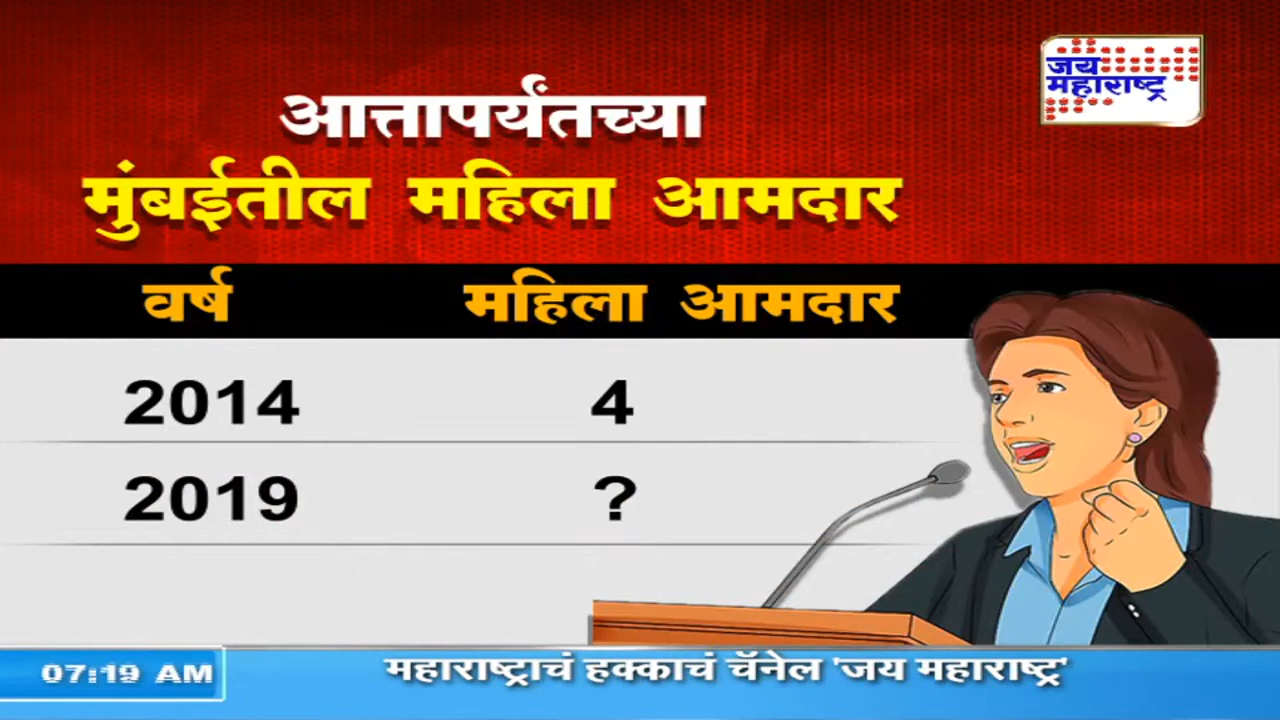 जय
महाराष्ट्र
आत्तापर्यंतच्या
मुंबईतील महिला आमदार
वर्ष महिला आमदार
2014 4
2019 ?
07:19 AM महाराष्ट्राचं हक्काचं चॅनेल 'जय महाराष्ट्र'